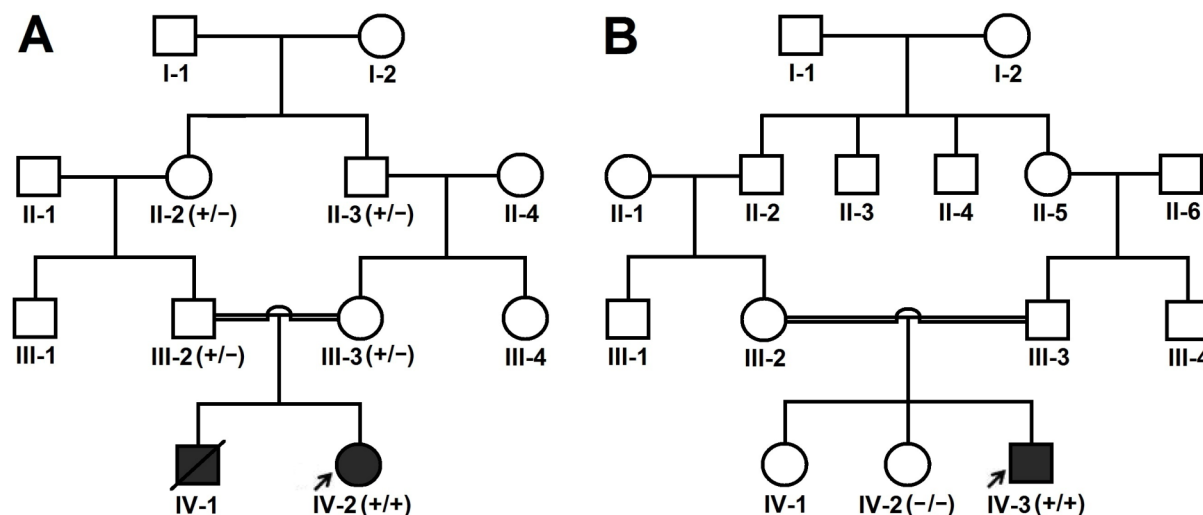 A
B
I-1
I-2
I-1
I-2
II-1
II-2 (+/−)
II-3 (+/−)
II-4
II-1
II-2
II-3
II-4
II-5
II-6
III-1
III-2 (+/−)
III-3 (+/−)
III-4
III-1
III-2
III-3
III-4
IV-1
IV-2 (+/+)
IV-1
IV-2 (−/−)
IV-3 (+/+)